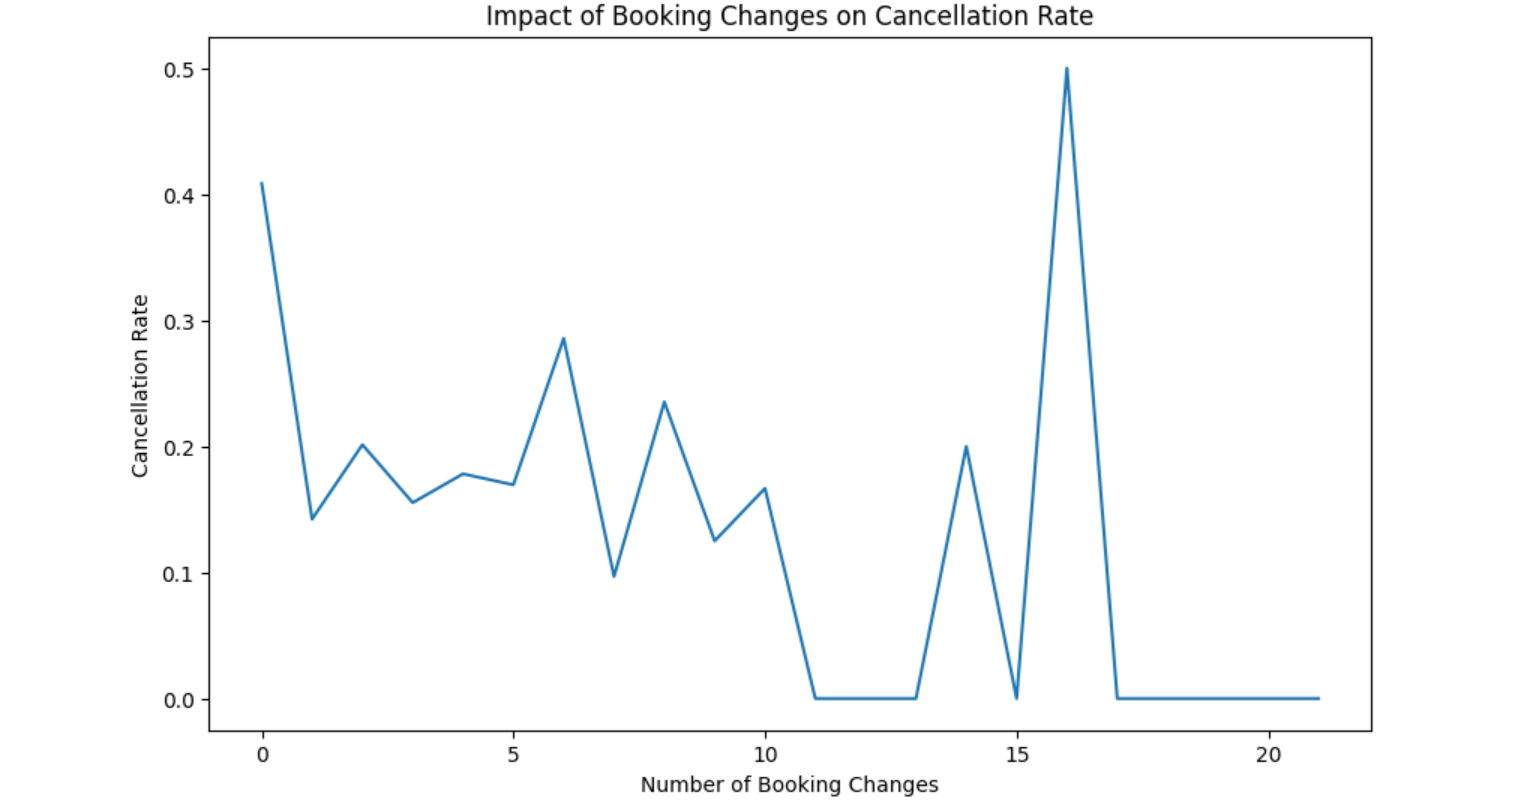 Impact of Booking Changes on Cancellation Rate
0.5
0.4
0.3
0.2
0.1
0.0
Cancellation Rate
0 5 10 15 20
Number of Booking Changes